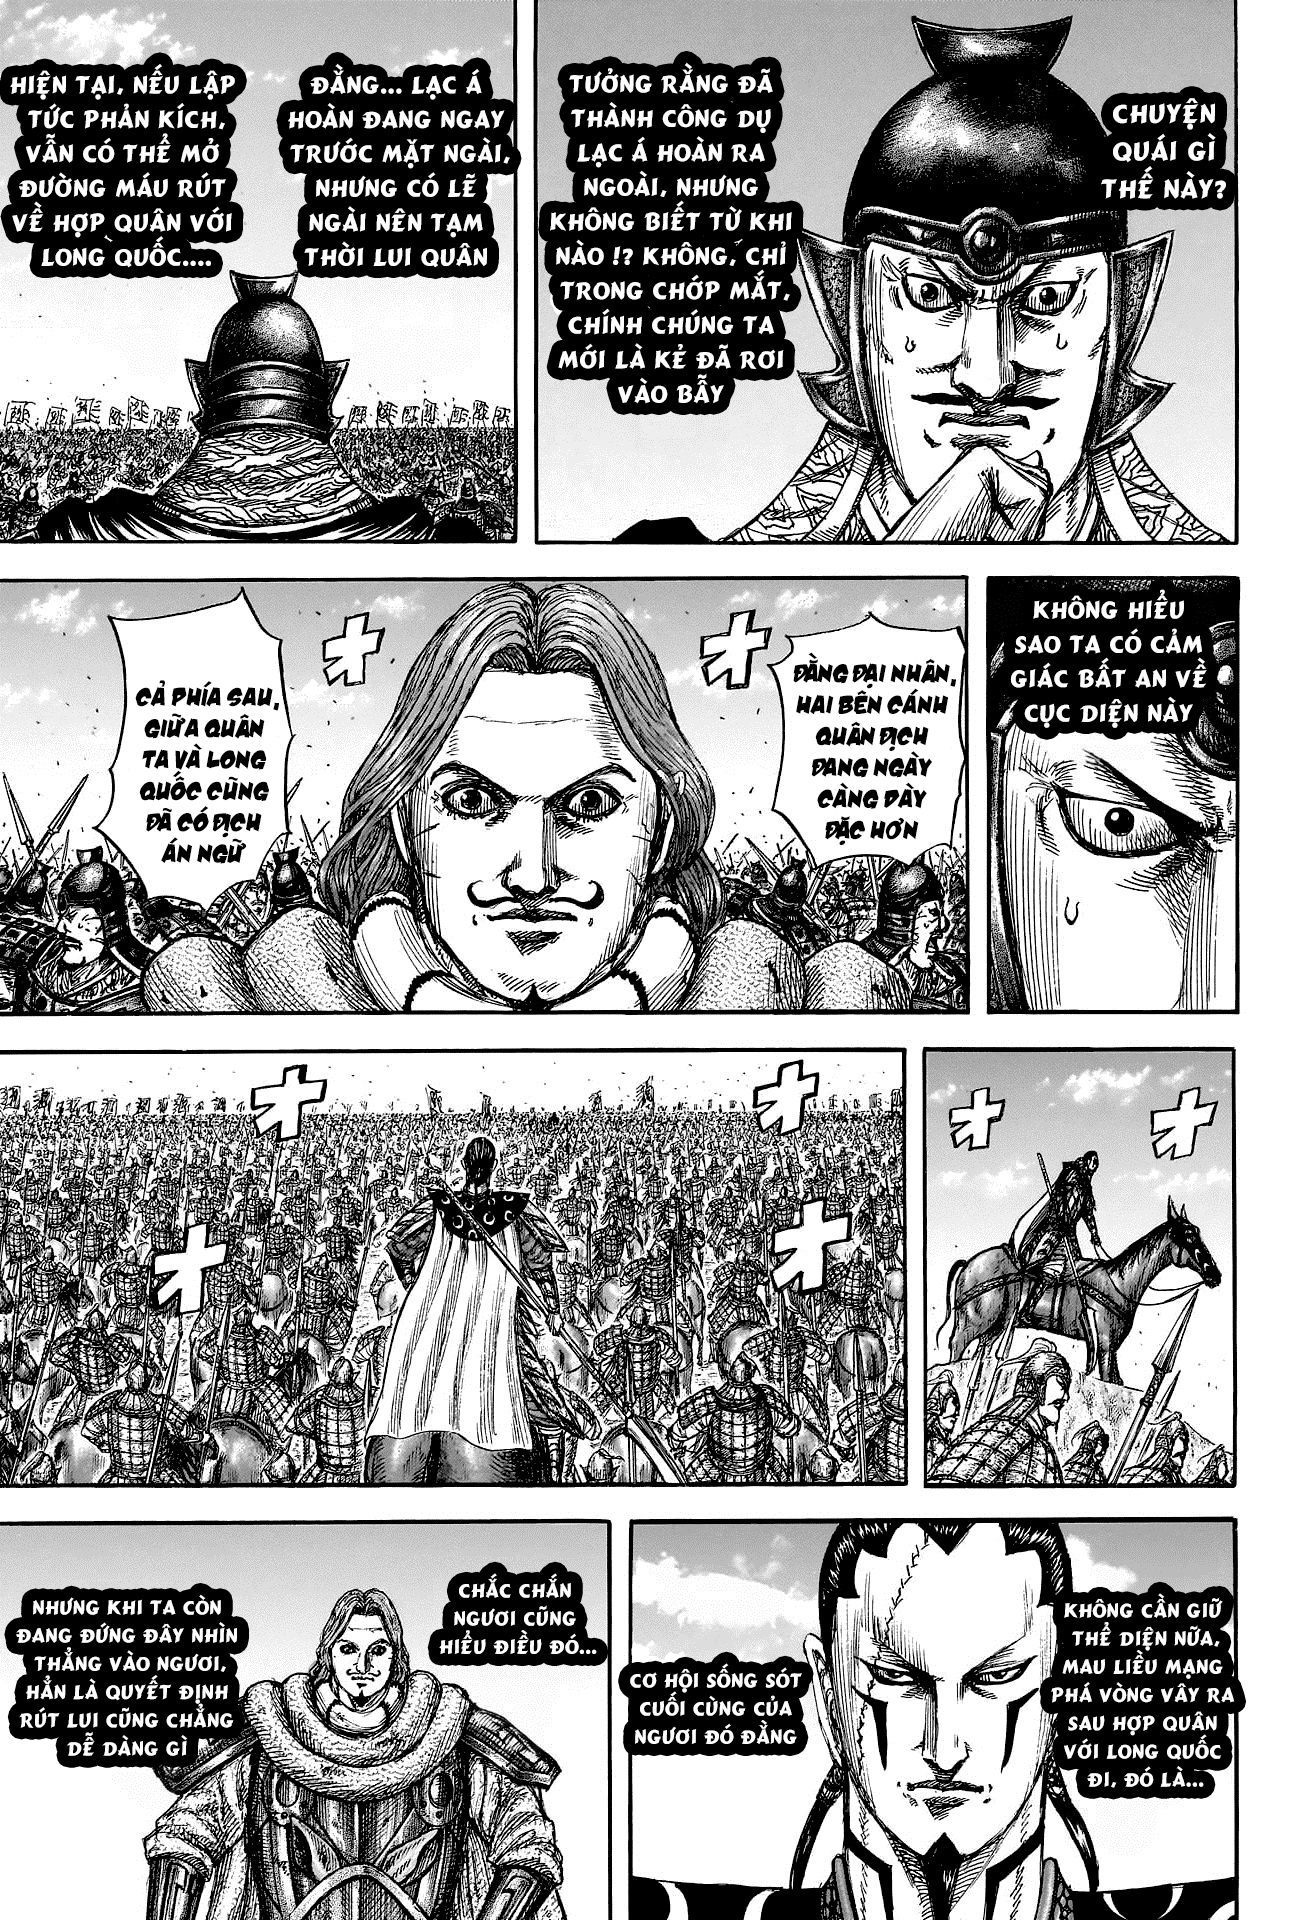 CHUYỆN
QUÁI GÌ
THẾ NÀY?
TƯỞNG RẰNG ĐÃ
THÀNH CÔNG DỤ
LẠC Á HOÀN RA
NGOÀI, NHƯNG
KHÔNG BIẾT TỪ KHI
NÀO !? KHÔNG, CHỈ
TRONG CHỚP MẮT,
CHÍNH CHÚNG TA
MỚI LÀ KẺ ĐÃ RƠI
VÀO BẪY
ĐẰNG... LẠC Á
HOÀN ĐANG NGAY
TRƯỚC MẶT NGÀI,
NHƯNG CÓ LẼ
NGÀI NÊN TẠM
THỜI LUI QUÂN
HIỆN TẠI, NẾU LẬP
TỨC PHẢN KÍCH,
VẪN CÓ THỂ MỞ
ĐƯỜNG MÁU RÚT
VỀ HỢP QUÂN VỚI
LONG QUỐC....
KHÔNG HIỂU
SAO TA CÓ CẢM
GIÁC BẤT AN VỀ
CỤC DIỆN NÀY
ĐẰNG ĐẠI NHÂN,
HAI BÊN CÁNH
QUÂN ĐỊCH
ĐANG NGÀY
CÀNG DÀY
ĐẶC HƠN
オ
オ
CẢ PHÍA SAU,
GIỮA QUÂN
TA VÀ LONG
QUỐC CŨNG
ĐÃ CÓ ĐỊCH
ÁN NGỮ
オ
オ
オ
オ
オ
オ
KHÔNG CẦN GIỮ
THỂ DIỆN NỮA,
MAU LIỀU MẠNG
PHÁ VÒNG VÂY RA
SAU HỢP QUÂN
VỚI LONG QUỐC
ĐI, ĐÓ LÀ...
CƠ HỘI SỐNG SÓT
CUỐI CÙNG CỦA
NGƯƠI ĐÓ ĐẰNG
CHẮC CHẮN
NGƯƠI CŨNG
HIỂU ĐIỀU ĐÓ...
NHƯNG KHI TA CÒN
ĐANG ĐỨNG ĐÂY NHÌN
THẲNG VÀO NGƯƠI,
HẲN LÀ QUYẾT ĐỊNH
RÚT LUI CŨNG CHẲNG
DỄ DÀNG GÌ